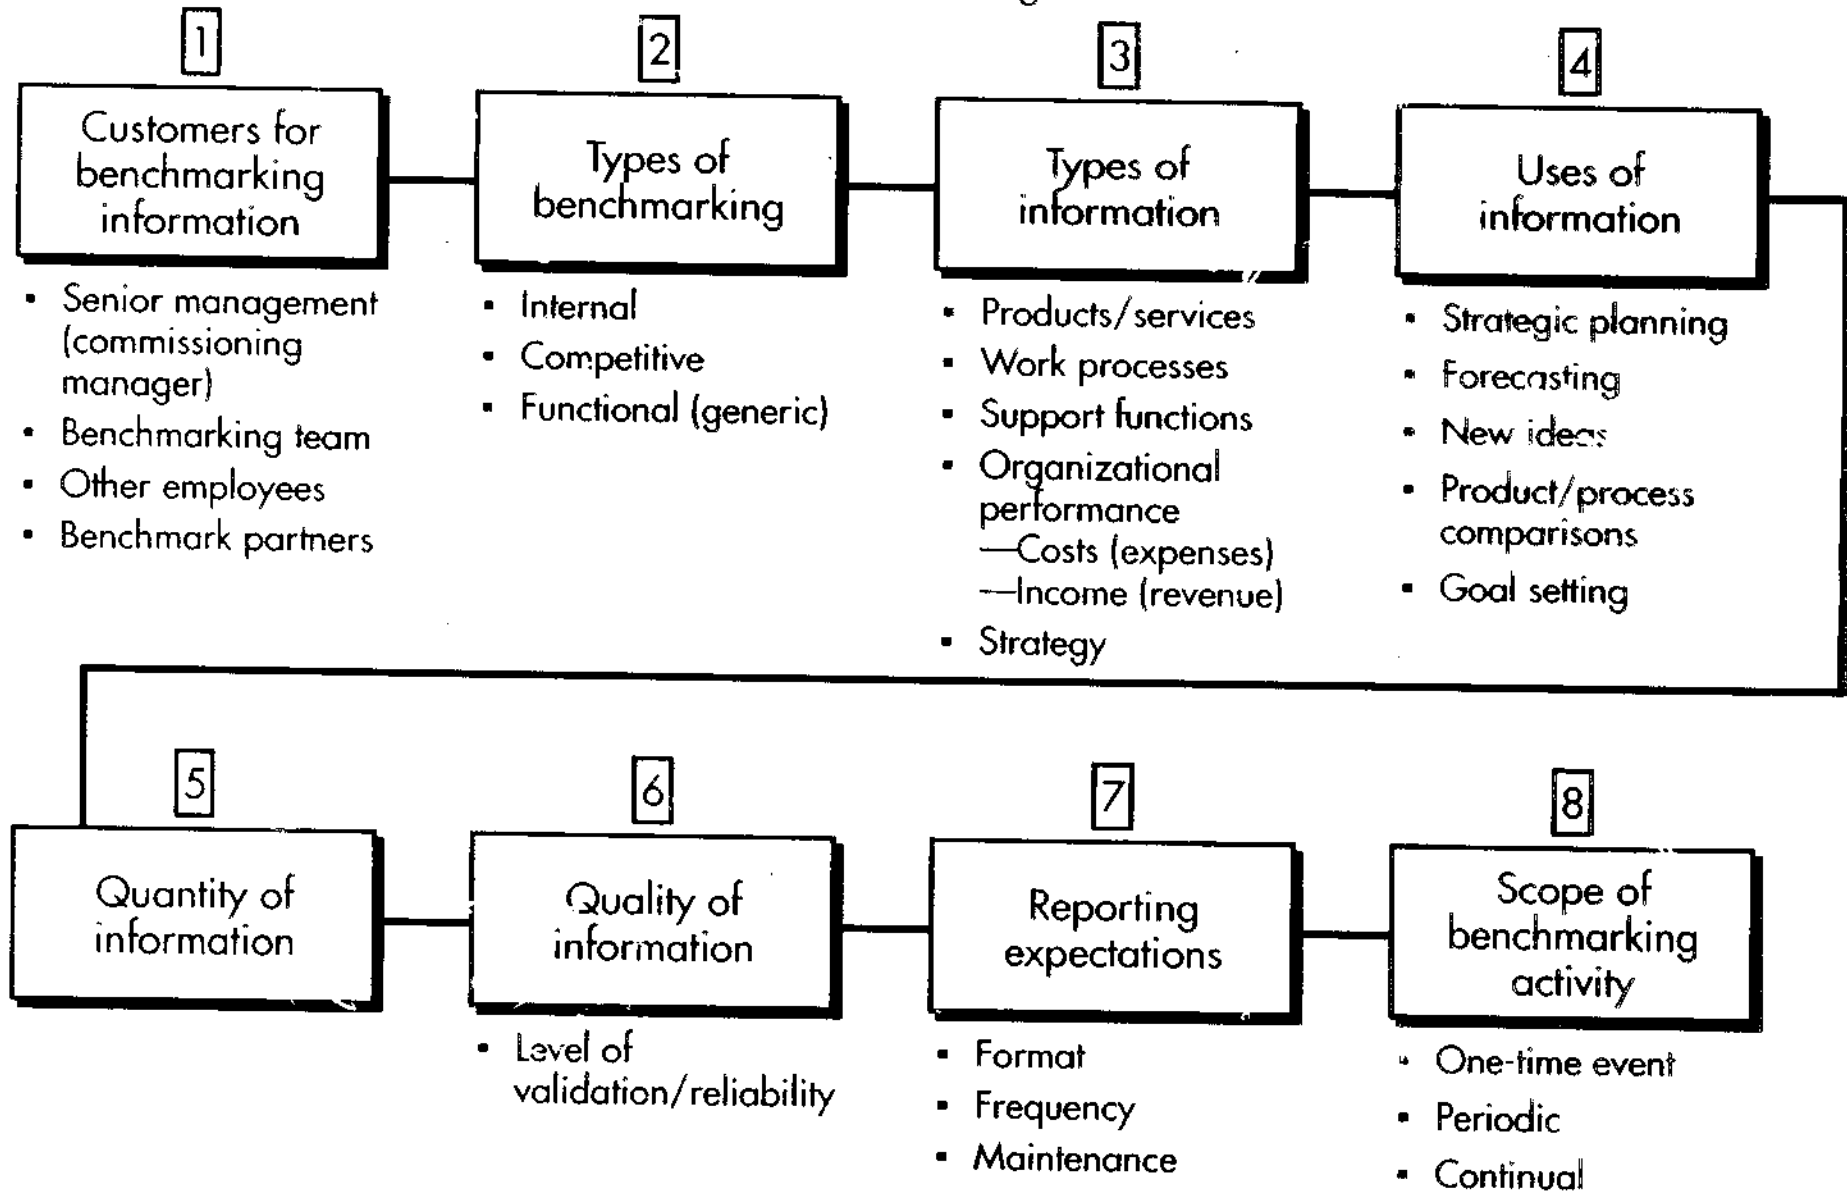 1
Customers for
benchmarking
information
▪ Senior management
(commissioning
manager)
▪ Benchmarking team
▪ Other employees
▪ Benchmark partners
2
Types of
benchmarking
▪ Internal
▪ Competitive
▪ Functional (generic)
3
Types of
information
▪ Products/services
▪ Work processes
▪ Support functions
▪ Organizational
performance
—Costs (expenses)
—Income (revenue)
▪ Strategy
4
Uses of
information
▪ Strategic planning
▪ Forecasting
▪ New ideas
▪ Product/process
comparisons
▪ Goal setting
5
Quantity of
information
6
Quality of
information
▪ Level of
validation/reliability
7
Reporting
expectations
▪ Format
▪ Frequency
▪ Maintenance
8
Scope of
benchmarking
activity
▪ One-time event
▪ Periodic
▪ Continual